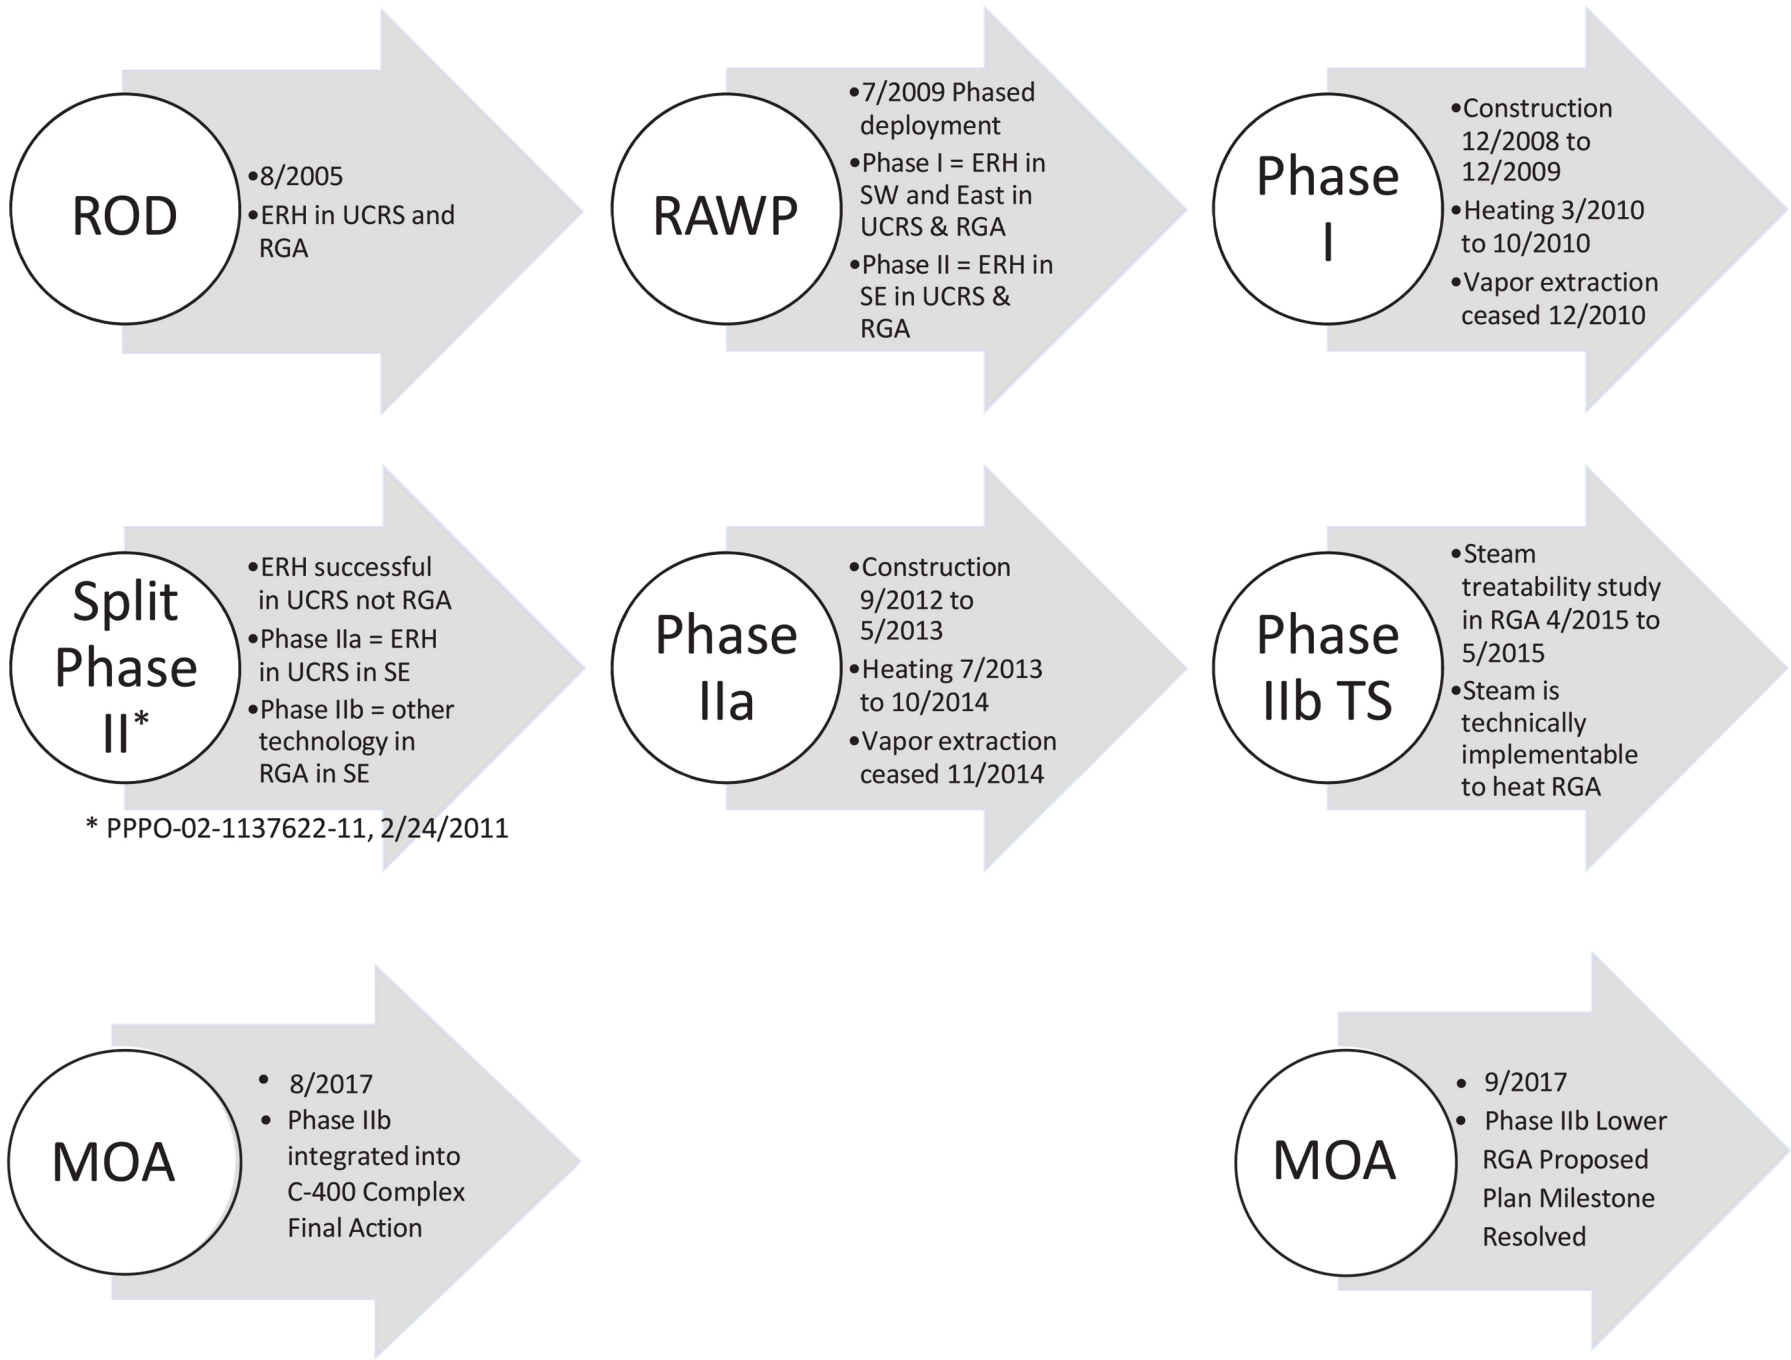 ROD
•8/2005
•ERH in UCRS and
RGA
RAWP
•7/2009 Phased
deployment
•Phase I = ERH in
SW and East in
UCRS & RGA
•Phase II = ERH in
SE in UCRS &
RGA
Phase
I
•Construction
12/2008 to
12/2009
•Heating 3/2010
to 10/2010
•Vapor extraction
ceased 12/2010
Split
Phase
II*
•ERH successful
in UCRS not RGA
•Phase IIa = ERH
in UCRS in SE
•Phase IIb = other
technology in
RGA in SE
* PPPO-02-1137622-11, 2/24/2011
Phase
IIa
•Construction
9/2012 to
5/2013
•Heating 7/2013
to 10/2014
•Vapor extraction
ceased 11/2014
Phase
IIb TS
•Steam
treatability study
in RGA 4/2015 to
5/2015
•Steam is
technically
implementable
to heat RGA
MOA
• 8/2017
• Phase IIb
integrated into
C-400 Complex
Final Action
MOA
• 9/2017
• Phase IIb Lower
RGA Proposed
Plan Milestone
Resolved